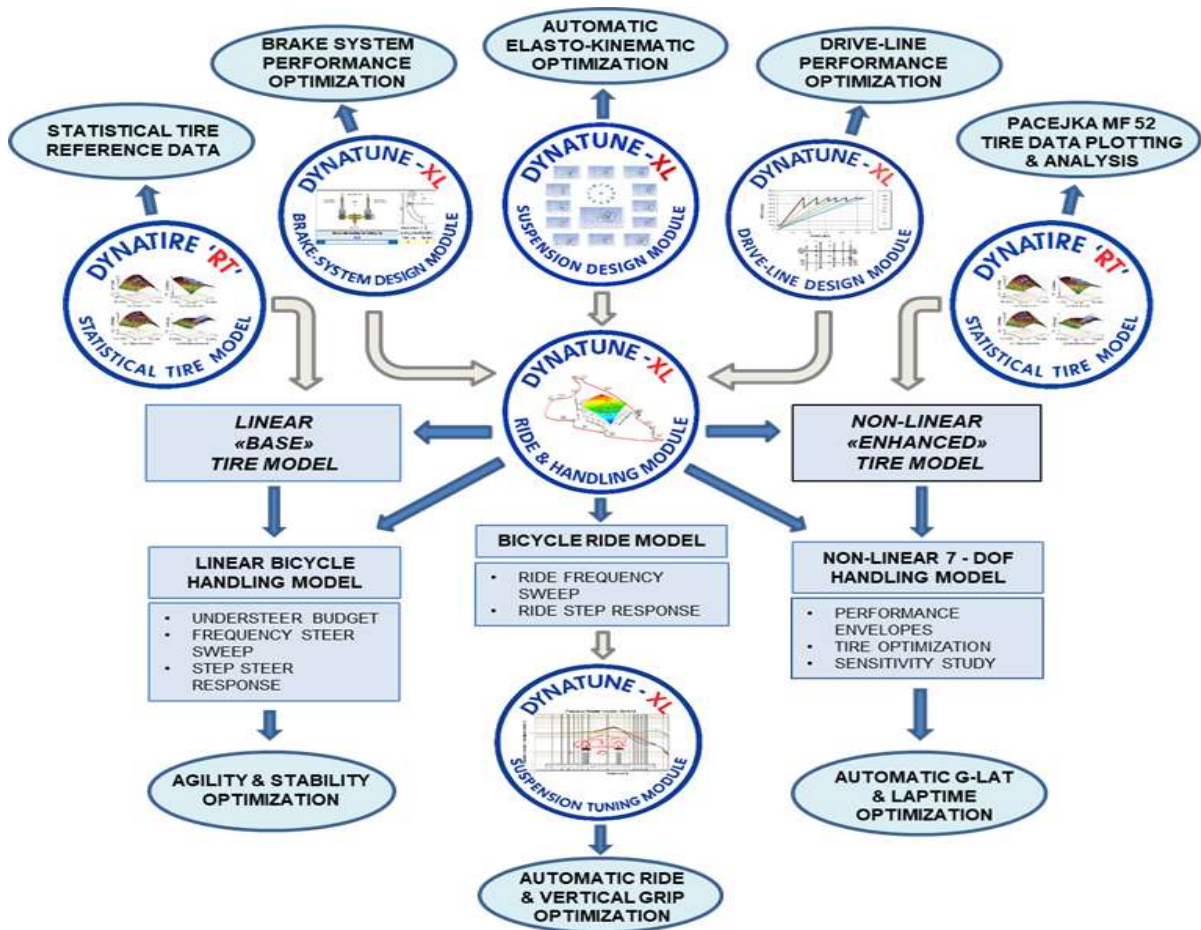 BRAKE SYSTEM
PERFORMANCE
OPTIMIZATION
AUTOMATIC
ELASTO-KINEMATIC
OPTIMIZATION
DRIVE-LINE
PERFORMANCE
OPTIMIZATION
STATISTICAL TIRE
REFERENCE DATA
PACEJKA MF 52
TIRE DATA PLOTTING
& ANALYSIS
DYNATUNE-XL
BRAKE-SYSTEM DESIGN MODULE
DYNATUNE-XL
SUSPENSION DESIGN MODULE
DYNATUNE-XL
DRIVE-LINE DESIGN MODULE
DYNATIRE 'RT'
STATISTICAL TIRE MODEL
DYNATIRE 'RT'
STATISTICAL TIRE MODEL
DYNATUNE-XL
RIDE & HANDLING MODULE
LINEAR
«BASE»
TIRE MODEL
NON-LINEAR
«ENHANCED»
TIRE MODEL
LINEAR BICYCLE
HANDLING MODEL
• UNDERSTEER BUDGET
• FREQUENCY STEER
SWEEP
• STEP STEER
RESPONSE
BICYCLE RIDE MODEL
• RIDE FREQUENCY
SWEEP
• RIDE STEP RESPONSE
NON-LINEAR 7 - DOF
HANDLING MODEL
• PERFORMANCE
ENVELOPES
• TIRE OPTIMIZATION
• SENSITIVITY STUDY
DYNATUNE-XL
SUSPENSION TUNING MODULE
AGILITY & STABILITY
OPTIMIZATION
AUTOMATIC G-LAT
& LAPTIME
OPTIMIZATION
AUTOMATIC RIDE
& VERTICAL GRIP
OPTIMIZATION